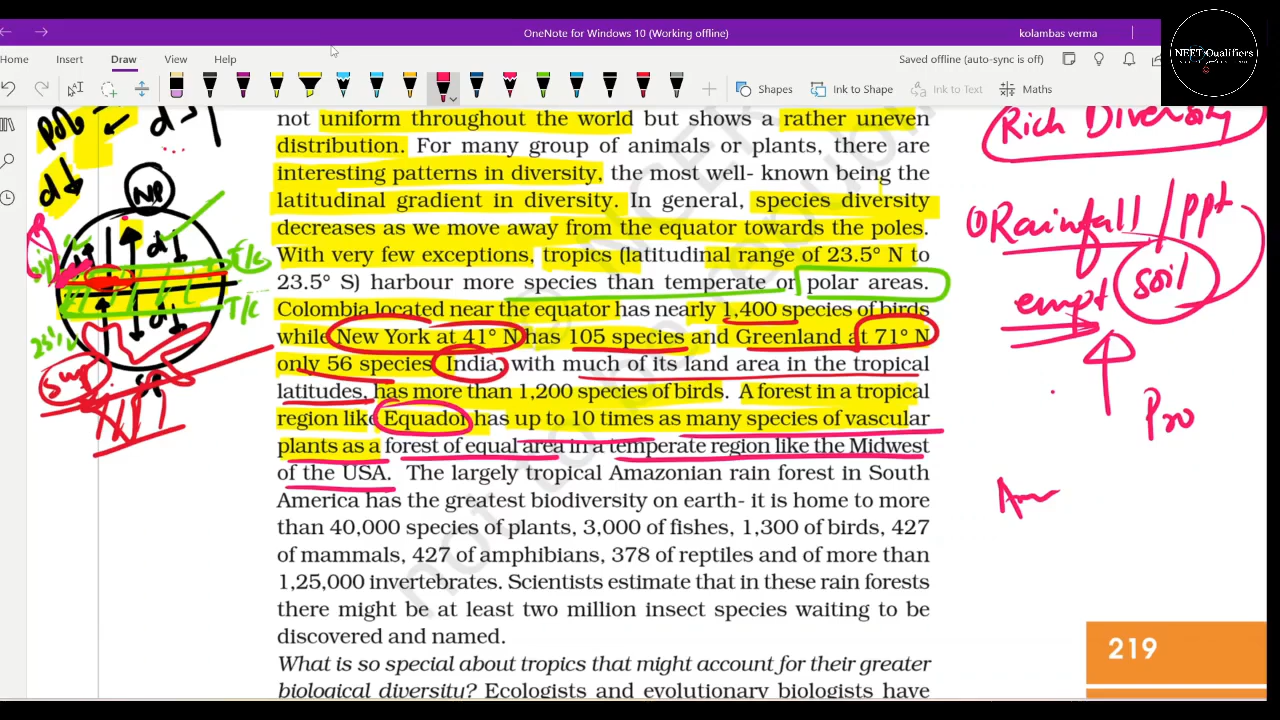 OneNote for Windows 10 (Working offline)
kolambas verma
NEET Qualifiers
Home Insert Draw View Help
Saved offline (auto-sync is off)
Shapes Ink to Shape Ink to Text Maths
not uniform throughout the world but shows a rather uneven
distribution. For many group of animals or plants, there are
interesting patterns in diversity, the most well- known being the
latitudinal gradient in diversity. In general, species diversity
decreases as we move away from the equator towards the poles.
With very few exceptions, tropics (latitudinal range of 23.5° N to
23.5° S) harbour more species than temperate or polar areas.
Colombia located near the equator has nearly 1,400 species of birds
while New York at 41° N has 105 species and Greenland at 71° N
only 56 species. India, with much of its land area in the tropical
latitudes, has more than 1,200 species of birds. A forest in a tropical
region like Equador has up to 10 times as many species of vascular
plants as a forest of equal area in a temperate region like the Midwest
of the USA. The largely tropical Amazonian rain forest in South
America has the greatest biodiversity on earth- it is home to more
than 40,000 species of plants, 3,000 of fishes, 1,300 of birds, 427
of mammals, 427 of amphibians, 378 of reptiles and of more than
1,25,000 invertebrates. Scientists estimate that in these rain forests
there might be at least two million insect species waiting to be
discovered and named.
What is so special about tropics that might account for their greater
biological diversity? Ecologists and evolutionary biologists have
219
Rich Diversity
① Rainfall / ppt
soil
Pro
NP
T/c
T/c